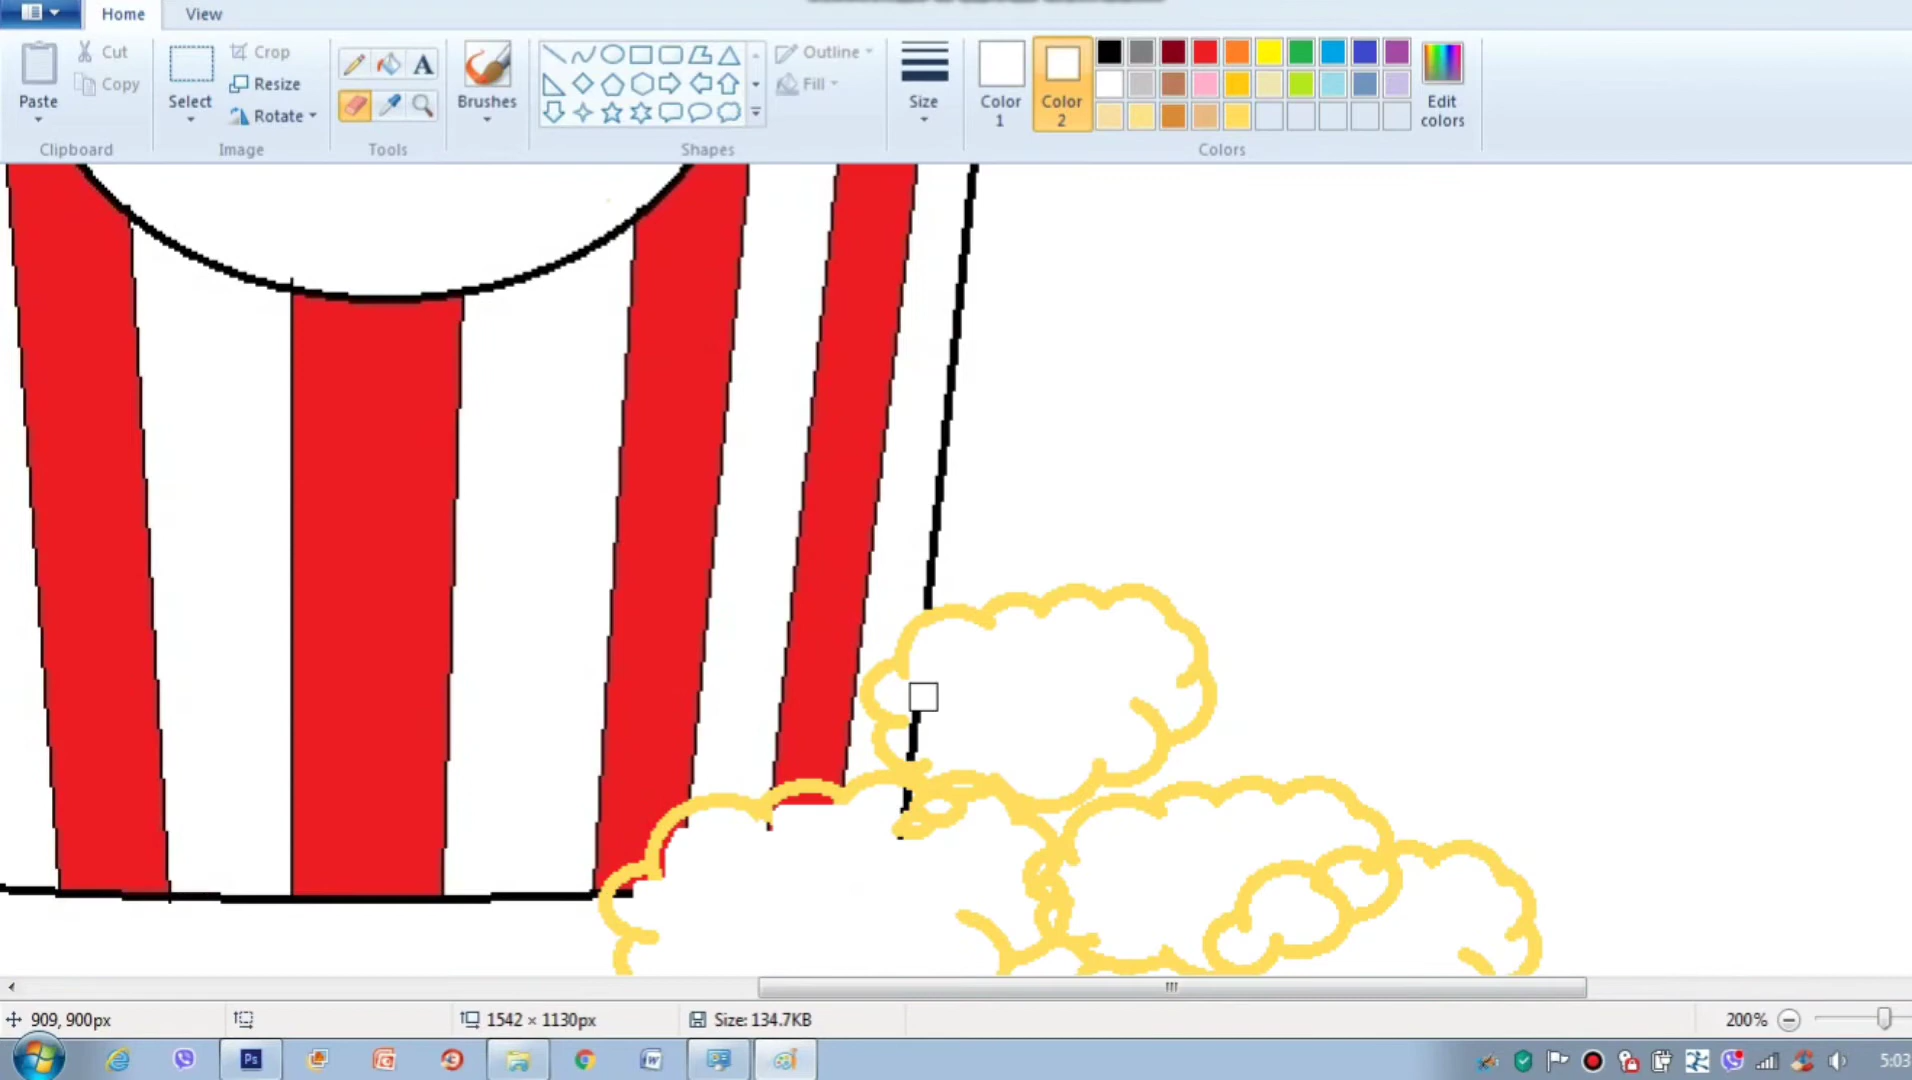 Home View
Paste
Cut
Copy
Clipboard
Select
Crop
Resize
Rotate
Image
A
Tools
Brushes
Outline
Fill
Shapes
Size
Color 1
Color 2
Edit colors
Colors
909, 900px
1542 × 1130px
Size: 134.7KB
200%
Ps
5:03